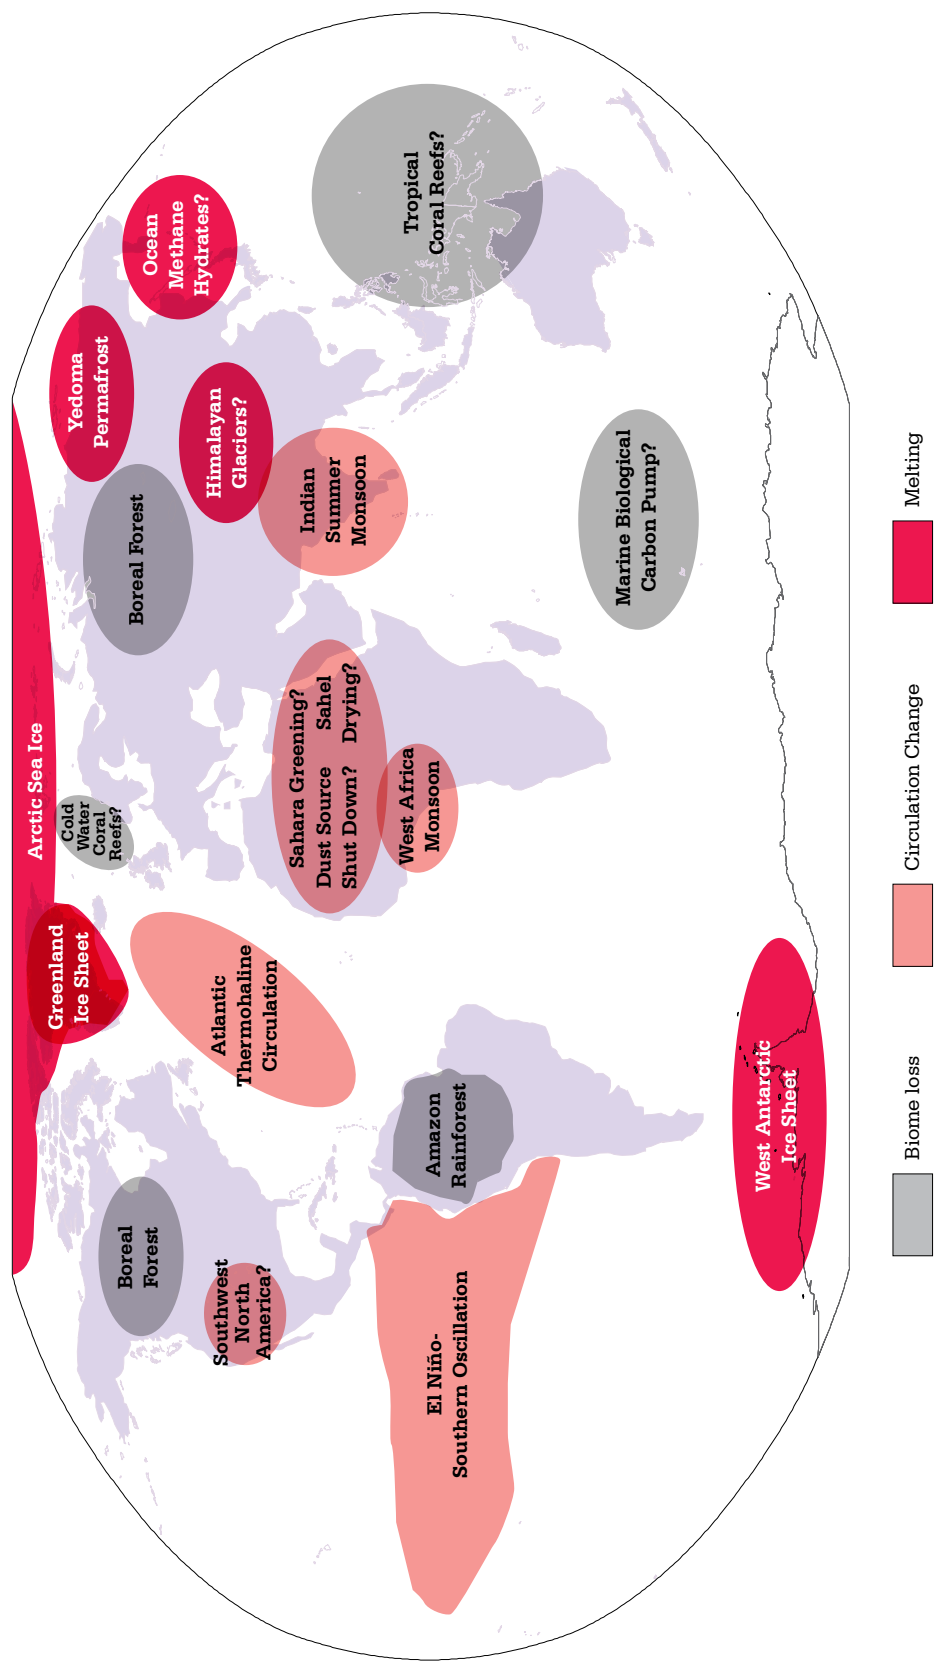 Arctic Sea Ice
Greenland
Ice Sheet
Cold
Water
Coral
Reefs?
Yedoma
Permafrost
Boreal
Forest
Boreal Forest
Ocean
Methane
Hydrates?
Southwest
North
America?
Atlantic
Thermohaline
Circulation
Himalayan
Glaciers?
Sahara Greening?
Dust Source
Shut Down?
Sahel
Drying?
Indian
Summer
Monsoon
West Africa
Monsoon
Tropical
Coral Reefs?
El Niño-
Southern Oscillation
Amazon
Rainforest
Marine Biological
Carbon Pump?
West Antarctic
Ice Sheet
Biome loss
Circulation Change
Melting